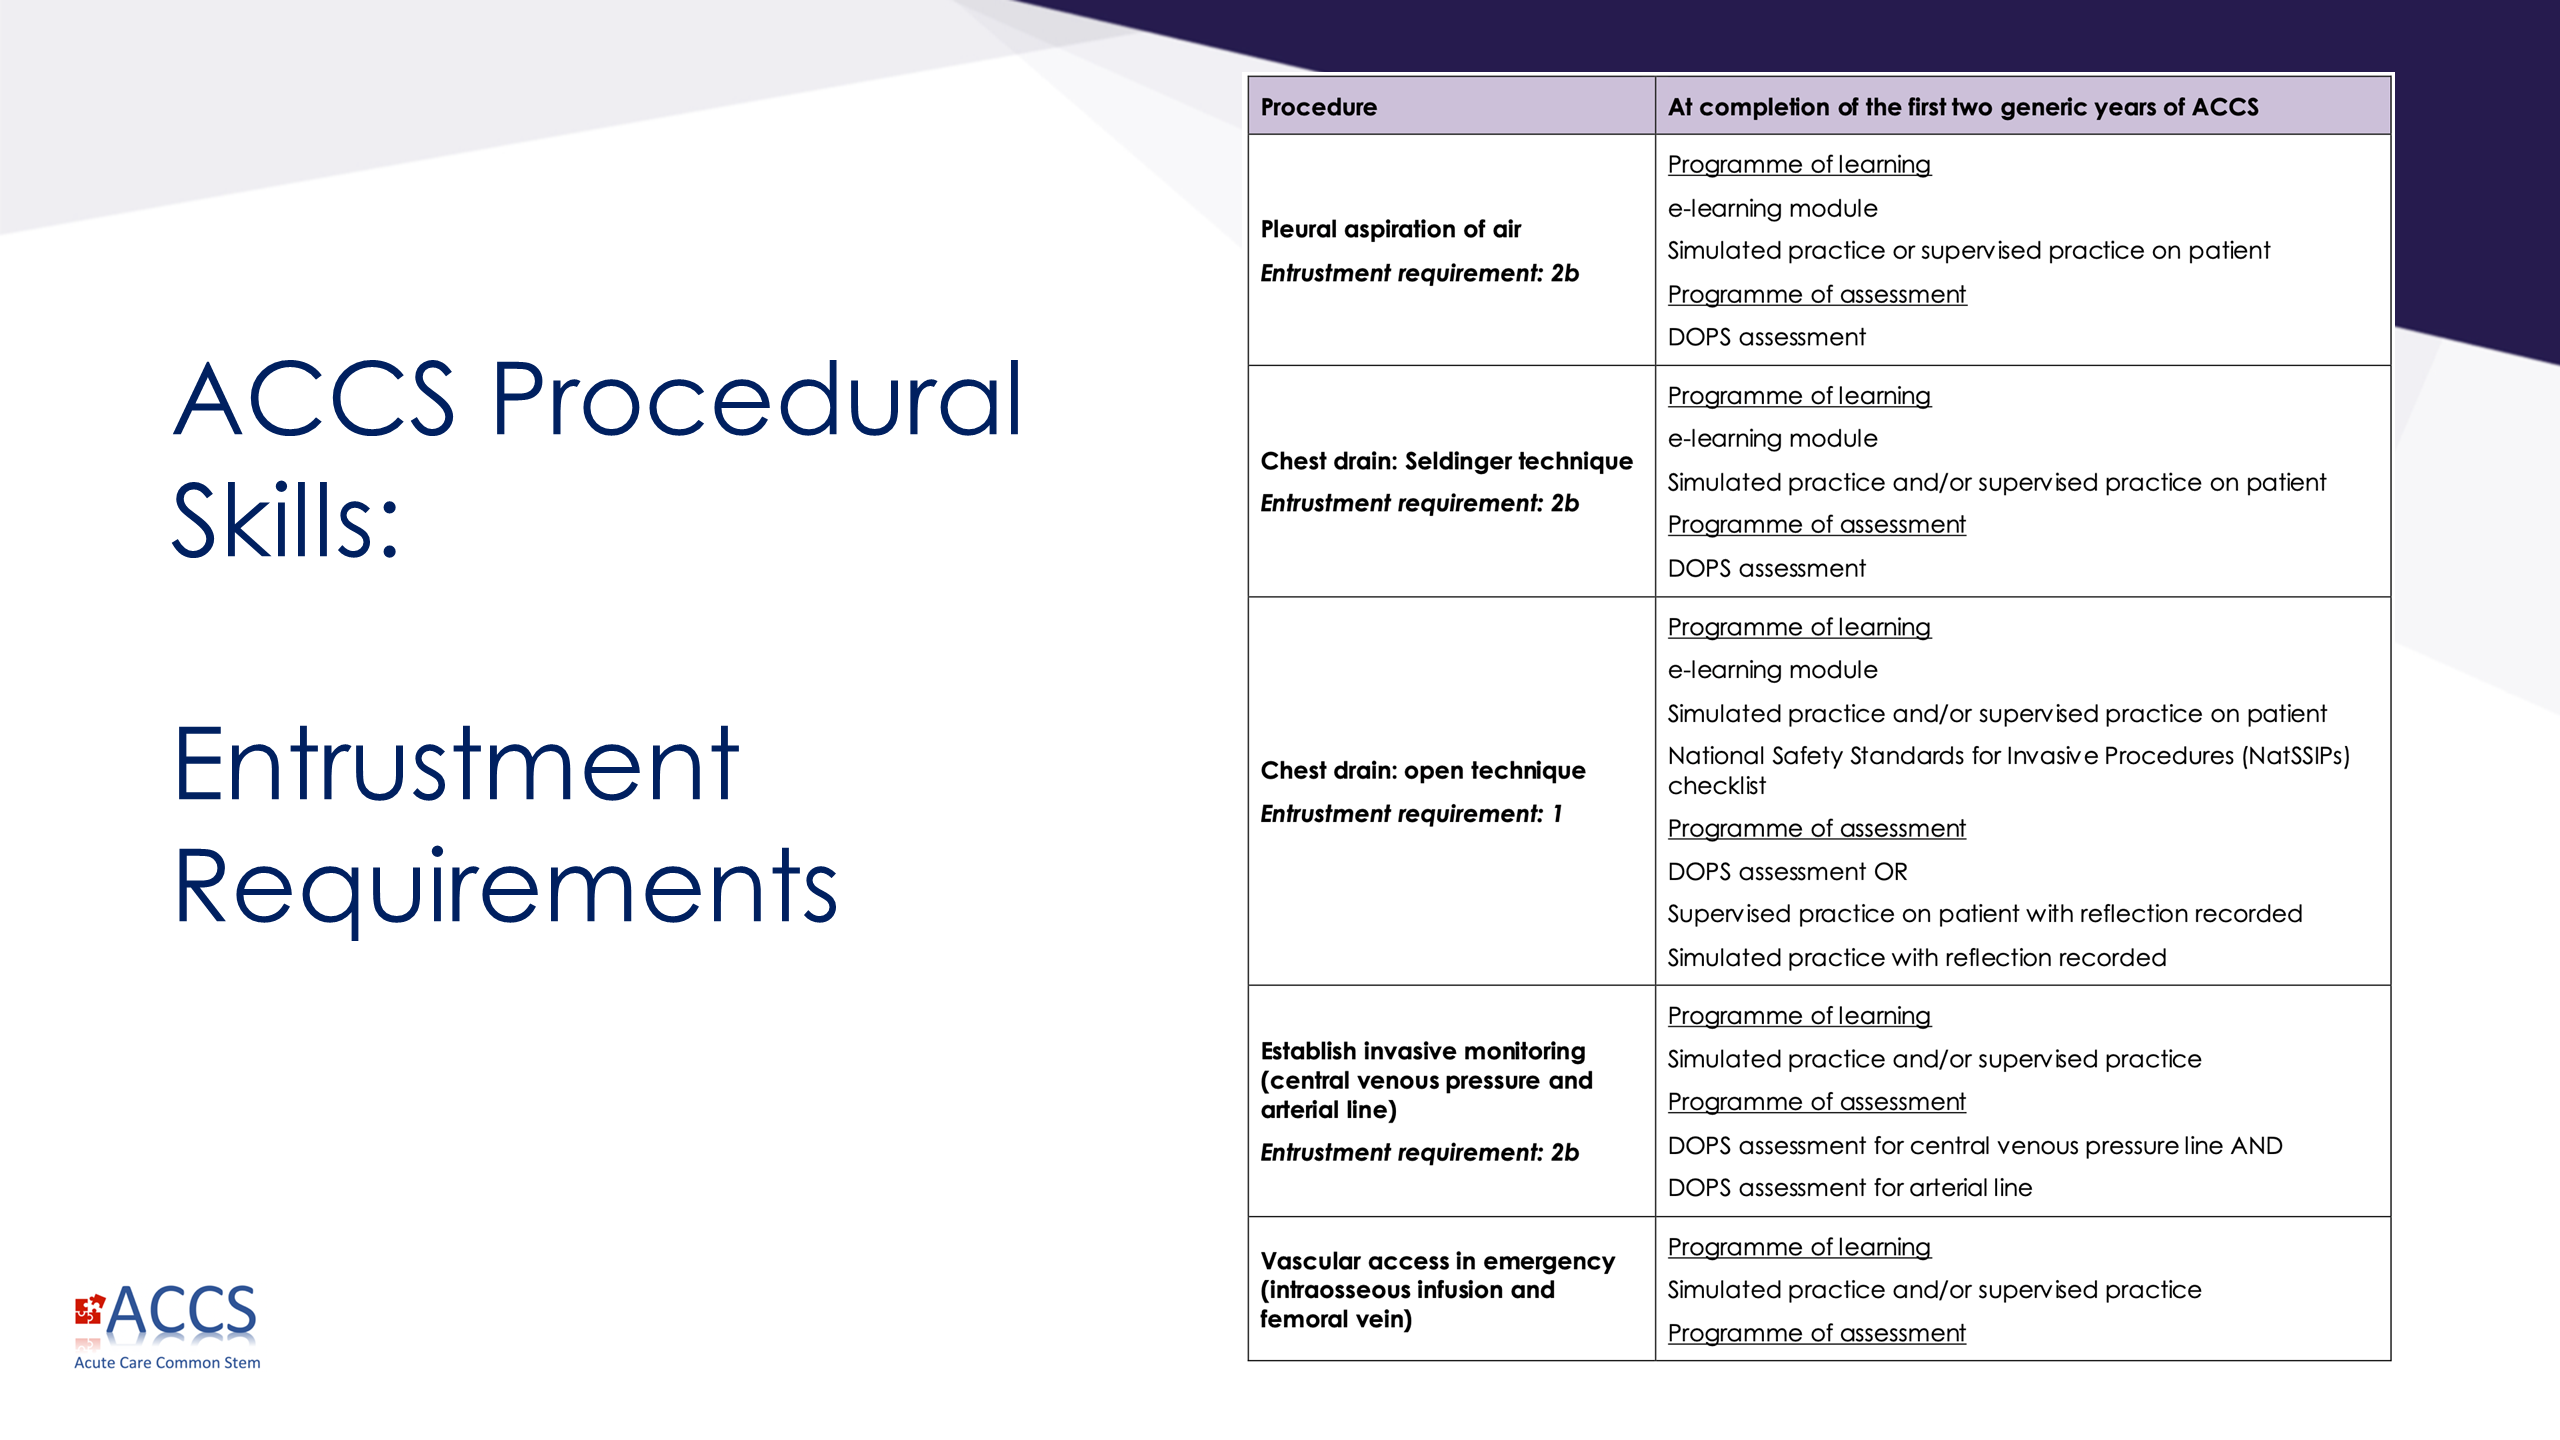 ACCS Procedural
Skills:
Entrustment
Requirements
ACCS
Acute Care Common Stem
Procedure
At completion of the first two generic years of ACCS
Pleural aspiration of air
Entrustment requirement: 2b
Programme of learning
e-learning module
Simulated practice or supervised practice on patient
Programme of assessment
DOPS assessment
Chest drain: Seldinger technique
Entrustment requirement: 2b
Programme of learning
e-learning module
Simulated practice and/or supervised practice on patient
Programme of assessment
DOPS assessment
Chest drain: open technique
Entrustment requirement: 1
Programme of learning
e-learning module
Simulated practice and/or supervised practice on patient
National Safety Standards for Invasive Procedures (NatSSIPs)
checklist
Programme of assessment
DOPS assessment OR
Supervised practice on patient with reflection recorded
Simulated practice with reflection recorded
Establish invasive monitoring
(central venous pressure and
arterial line)
Entrustment requirement: 2b
Programme of learning
Simulated practice and/or supervised practice
Programme of assessment
DOPS assessment for central venous pressure line AND
DOPS assessment for arterial line
Vascular access in emergency
(intraosseous infusion and
femoral vein)
Programme of learning
Simulated practice and/or supervised practice
Programme of assessment